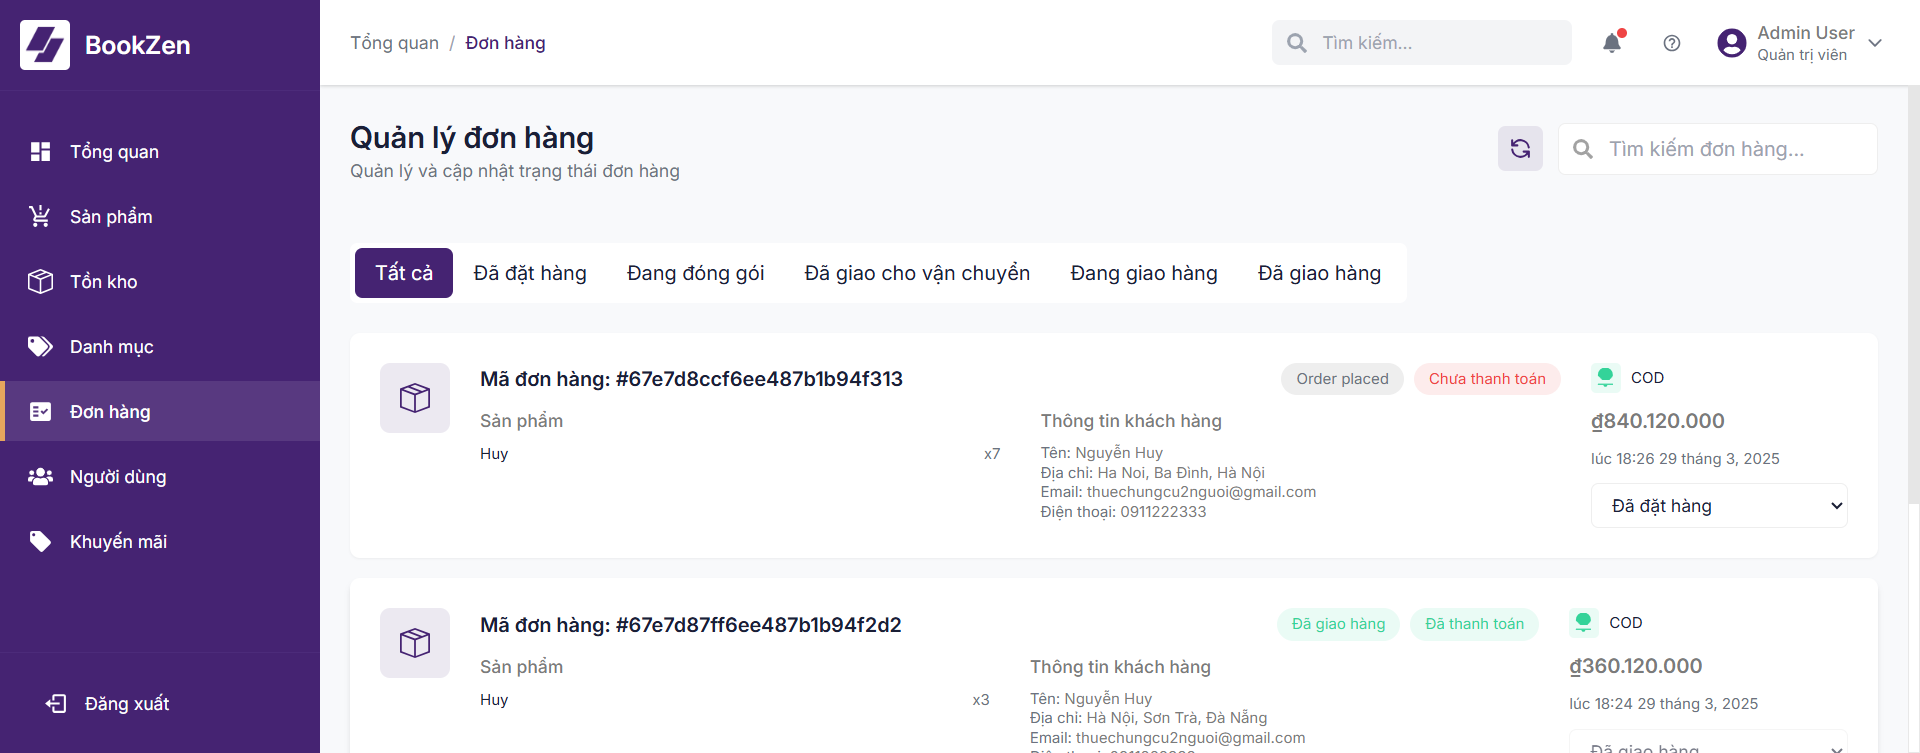 BookZen
Tổng quan / Đơn hàng
Tìm kiếm...
Admin User
Quản trị viên
Tổng quan
Sản phẩm
Tồn kho
Danh mục
Đơn hàng
Người dùng
Khuyến mãi
Đăng xuất
Quản lý đơn hàng
Quản lý và cập nhật trạng thái đơn hàng
Tìm kiếm đơn hàng...
Tất cả Đã đặt hàng Đang đóng gói Đã giao cho vận chuyển Đang giao hàng Đã giao hàng
Mã đơn hàng: #67e7d8ccf6ee487b1b94f313
Order placed Chưa thanh toán
COD
Sản phẩm
Huy x7
Thông tin khách hàng
Tên: Nguyễn Huy
Địa chỉ: Ha Noi, Ba Đình, Hà Nội
Email: thuechungcu2nguoi@gmail.com
Điện thoại: 0911222333
₫840.120.000
lúc 18:26 29 tháng 3, 2025
Đã đặt hàng
Mã đơn hàng: #67e7d87ff6ee487b1b94f2d2
Đã giao hàng Đã thanh toán
COD
Sản phẩm
Huy x3
Thông tin khách hàng
Tên: Nguyễn Huy
Địa chỉ: Hà Nội, Sơn Trà, Đà Nẵng
Email: thuechungcu2nguoi@gmail.com
₫360.120.000
lúc 18:24 29 tháng 3, 2025
Đã giao hàng